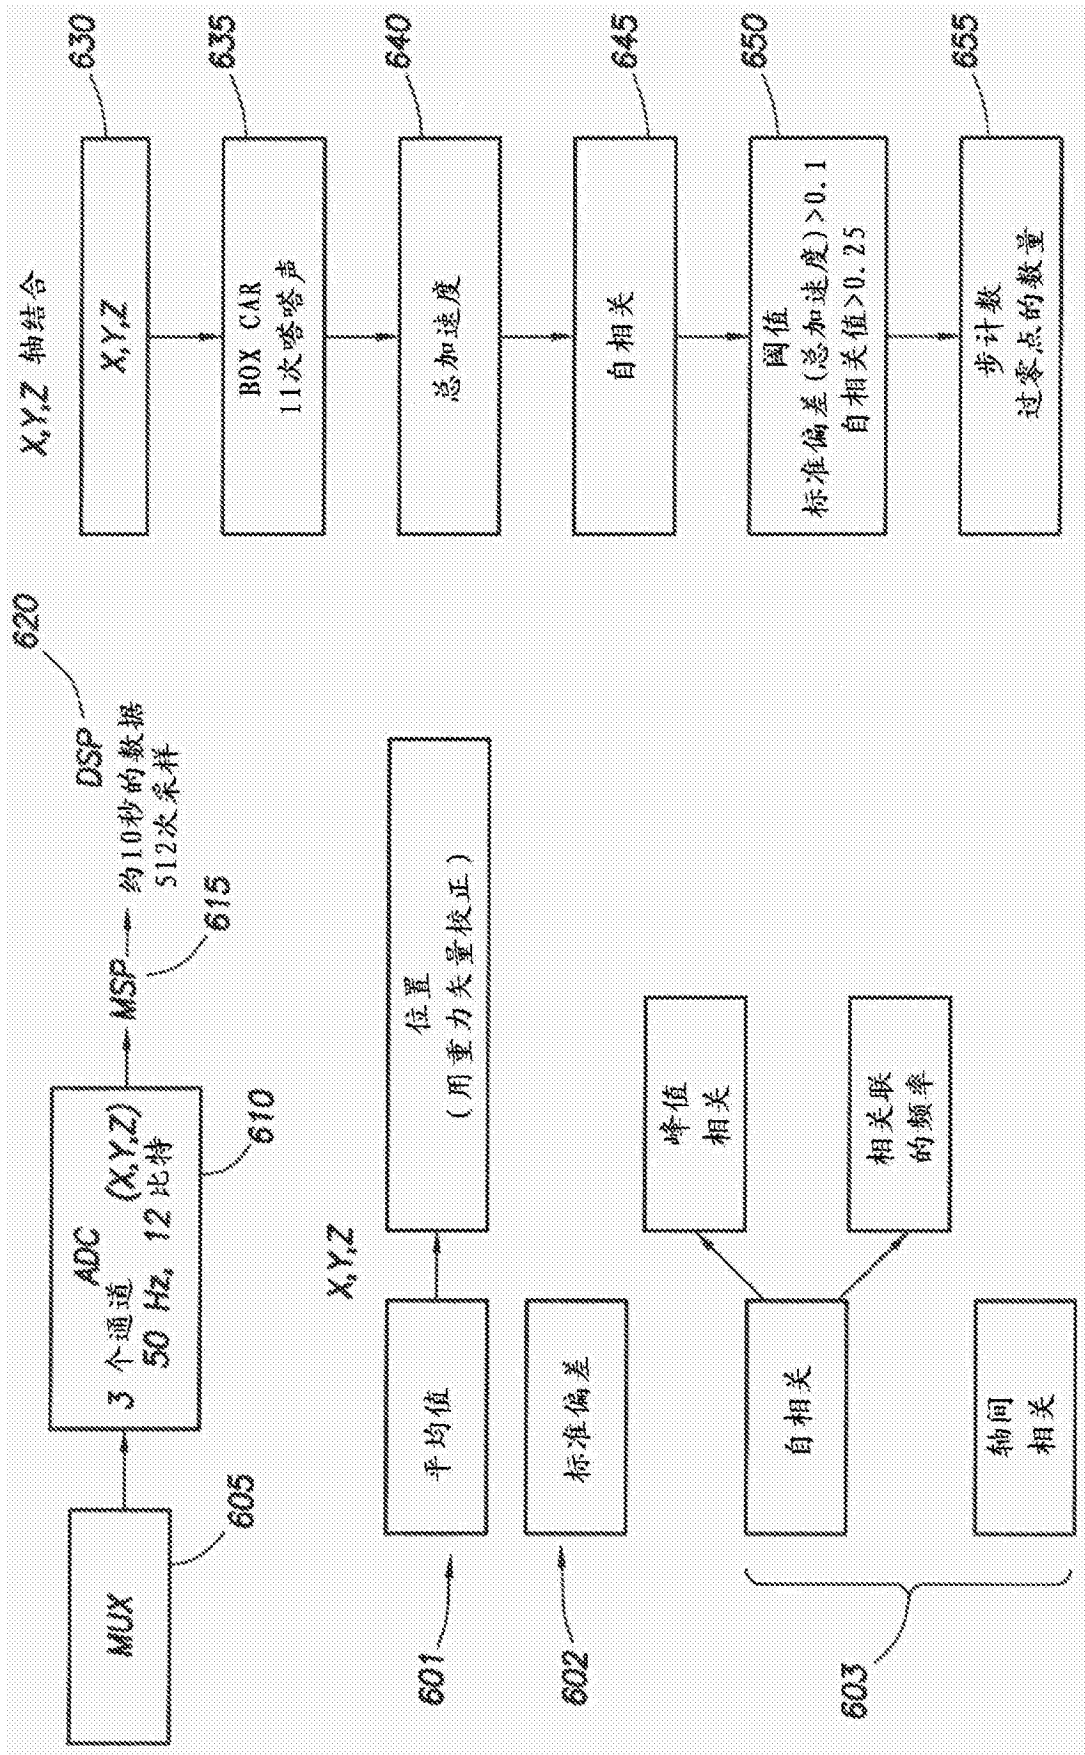 MUX
605
ADC
3 个通道 (X,Y,Z)
50 Hz, 12 比特
610
MSP
615
DSP
620
约10秒的数据
512次采样
X,Y,Z
601
平均值
位置
(用重力矢量校正)
602
标准偏差
603
自相关
峰值
相关
相关联
的频率
轴间
相关
X,Y,Z 轴结合
X,Y,Z
630
BOX CAR
11次嗒嗒声
635
总加速度
640
自相关
645
阈值
标准偏差(总加速度)>0.1
自相关值>0.25
650
步计数
过零点的数量
655